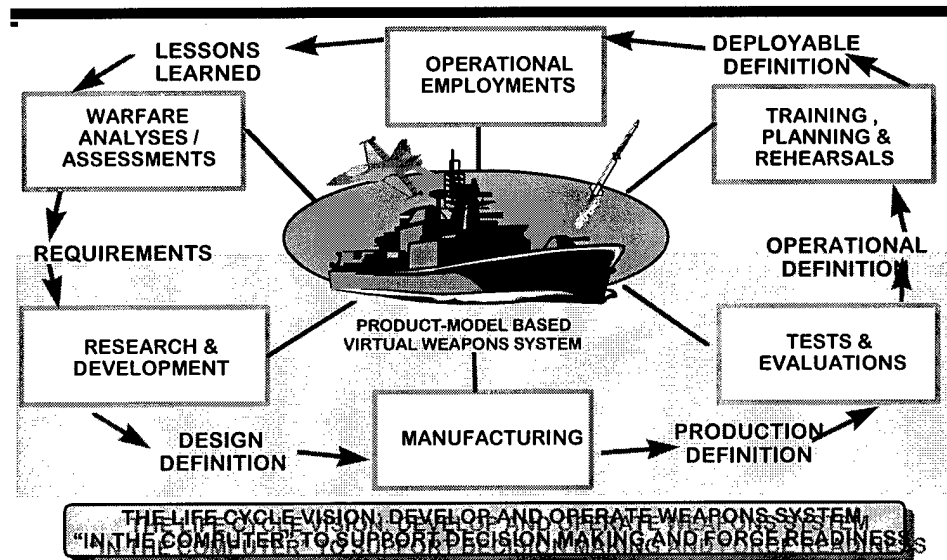 LESSONS
LEARNED
OPERATIONAL
EMPLOYMENTS
DEPLOYABLE
DEFINITION
WARFARE
ANALYSES /
ASSESSMENTS
TRAINING ,
PLANNING &
REHEARSALS
REQUIREMENTS
OPERATIONAL
DEFINITION
RESEARCH &
DEVELOPMENT
PRODUCT-MODEL BASED
VIRTUAL WEAPONS SYSTEM
TESTS &
EVALUATIONS
DESIGN
DEFINITION
MANUFACTURING
PRODUCTION
DEFINITION
THE LIFE CYCLE VISION: DEVELOP AND OPERATE WEAPONS SYSTEM
"IN THE COMPUTER" TO SUPPORT DECISION MAKING AND FORCE READINESS